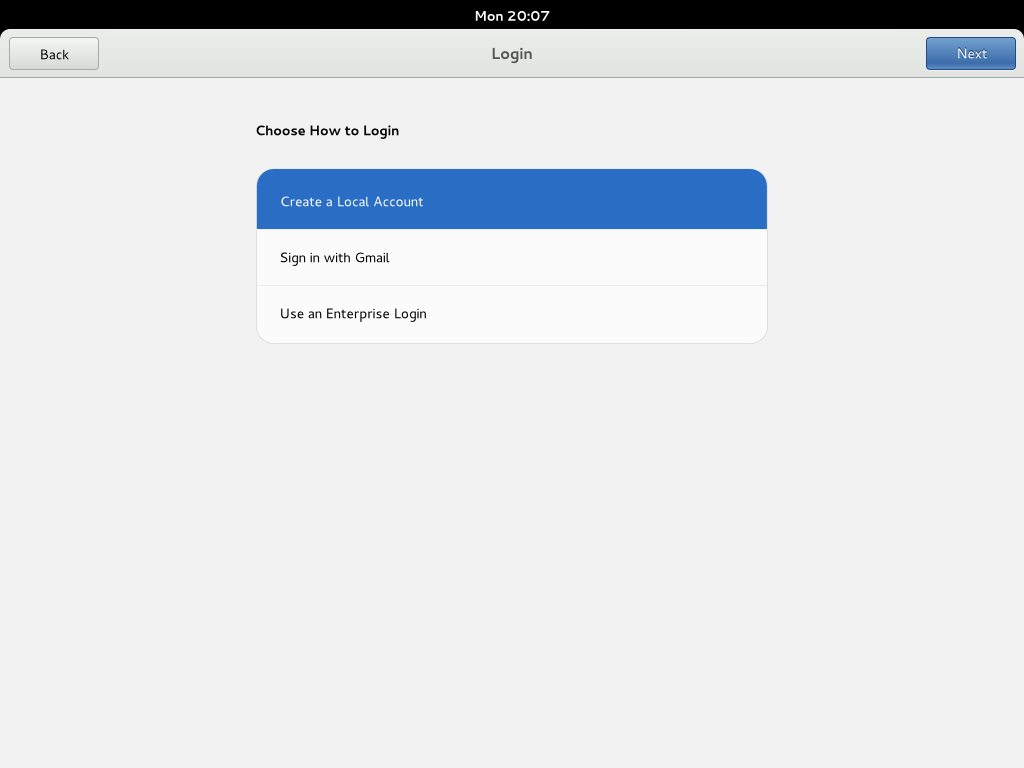 Mon 20:07
Back
Login
Next
Choose How to Login
Create a Local Account
Sign in with Gmail
Use an Enterprise Login